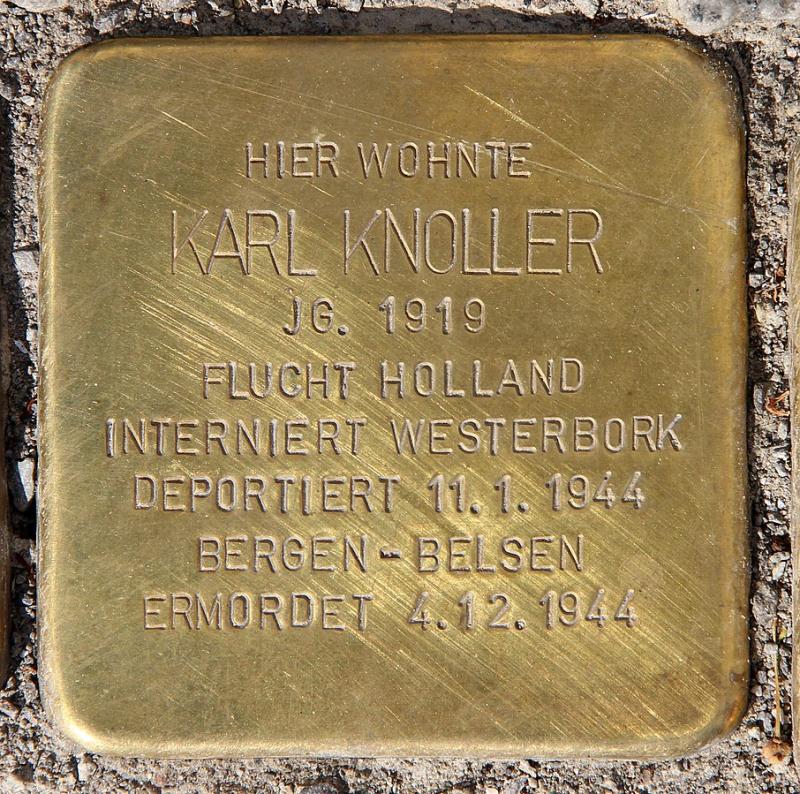 HIER WOHNTE
KARL KNOLLER
JG. 1919
FLUCHT HOLLAND
INTERNIERT WESTERBORK
DEPORTIERT 11.1.1944
BERGEN-BELSEN
ERMORDET 4.12.1944